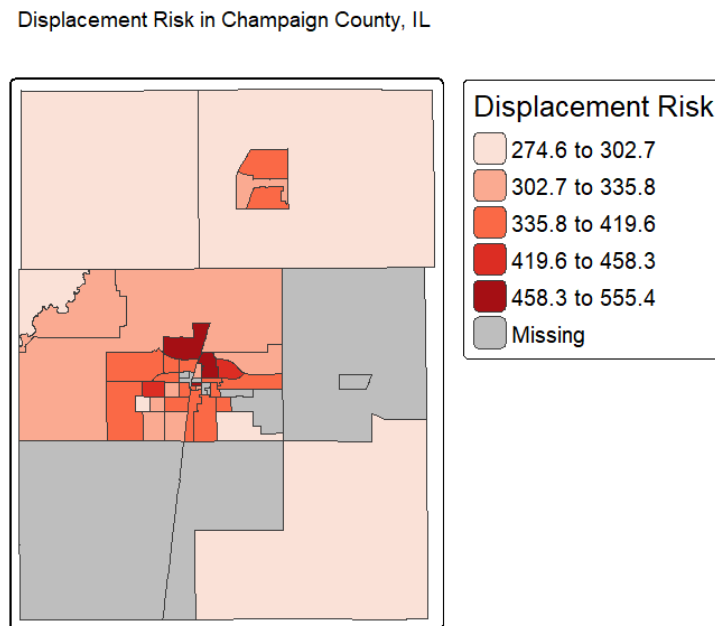 Displacement Risk in Champaign County, IL
Displacement Risk
274.6 to 302.7
302.7 to 335.8
335.8 to 419.6
419.6 to 458.3
458.3 to 555.4
Missing